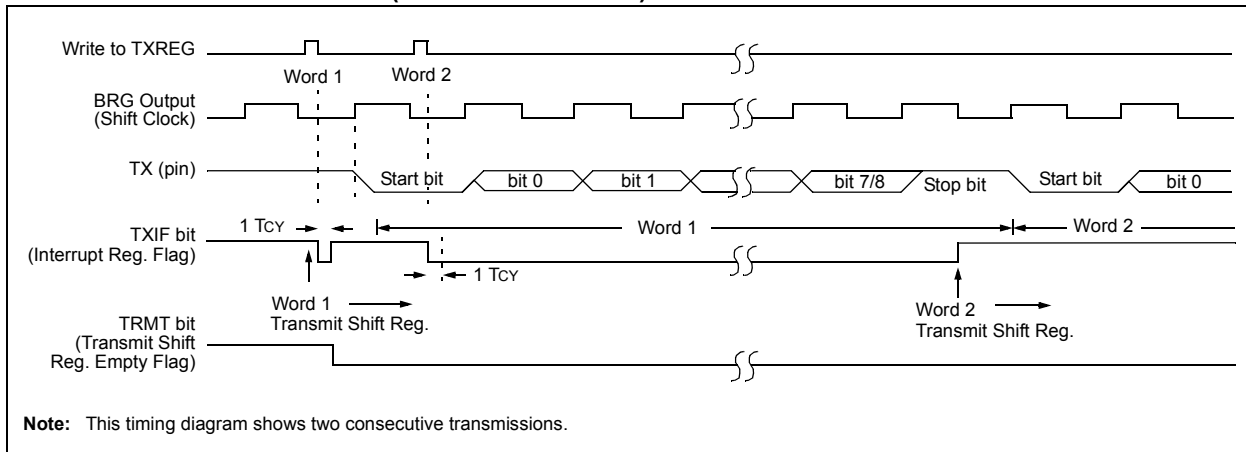 Write to TXREG
Word 1
Word 2
BRG Output
(Shift Clock)
TX (pin)
Start bit
bit 0
bit 1
bit 7/8
Stop bit
Start bit
bit 0
1 TCY
Word 1
Word 2
TXIF bit
(Interrupt Reg. Flag)
1 TCY
Word 1
Transmit Shift Reg.
Word 2
Transmit Shift Reg.
TRMT bit
(Transmit Shift
Reg. Empty Flag)
Note: This timing diagram shows two consecutive transmissions.